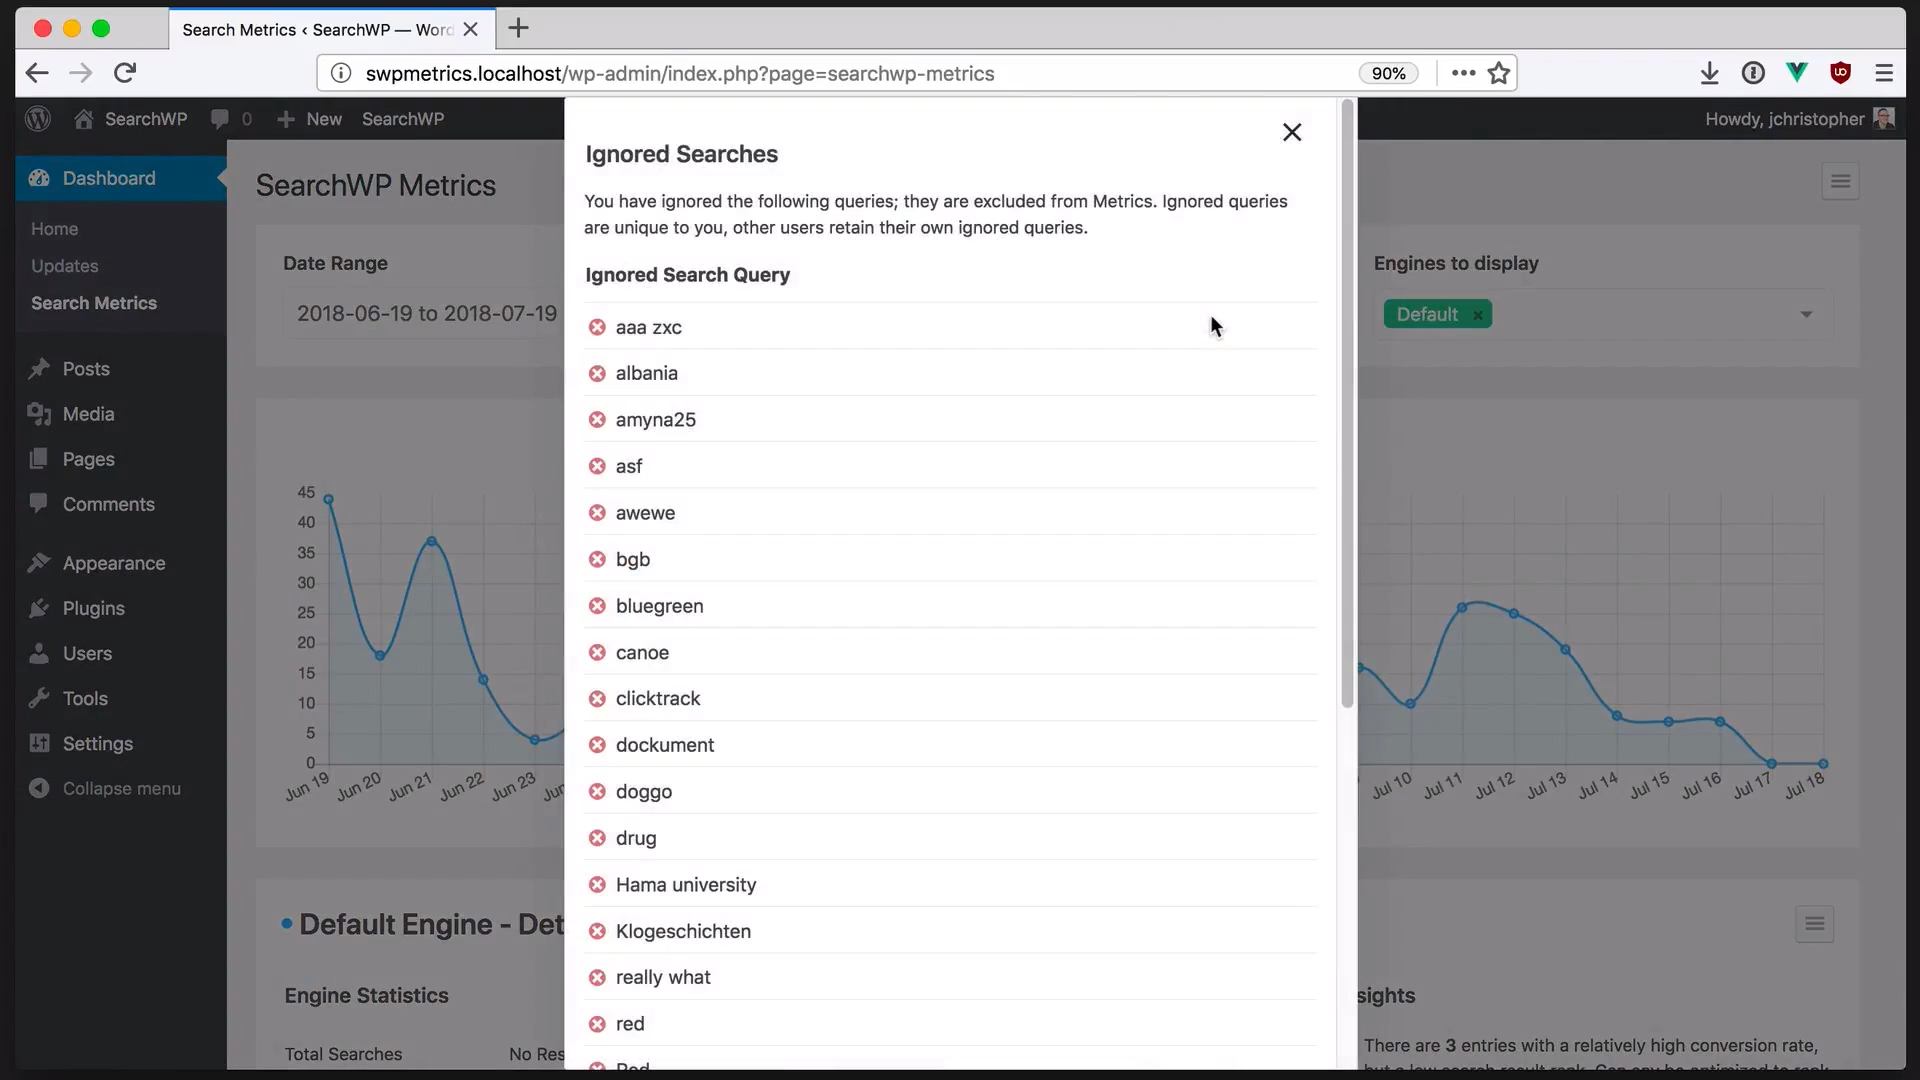 Search Metrics ‹ SearchWP — Word
swpmetrics.localhost/wp-admin/index.php?page=searchwp-metrics
90%
SearchWP
0
New
SearchWP
Howdy, jchristopher
Dashboard
Home
Updates
Search Metrics
Posts
Media
Pages
Comments
Appearance
Plugins
Users
Tools
Settings
Collapse menu
SearchWP Metrics
Date Range
2018-06-19 to 2018-07-19
Engines to display
Default ×
45
40
35
30
25
20
15
10
5
0
Jun 19
Jun 20
Jun 21
Jun 22
Jun 23
Jul 10
Jul 11
Jul 12
Jul 13
Jul 14
Jul 15
Jul 16
Jul 17
Jul 18
Default Engine - Det
Engine Statistics
Total Searches
No Res
sights
There are 3 entries with a relatively high conversion rate,
Ignored Searches
You have ignored the following queries; they are excluded from Metrics. Ignored queries
are unique to you, other users retain their own ignored queries.
Ignored Search Query
aaa zxc
albania
amyna25
asf
awewe
bgb
bluegreen
canoe
clicktrack
dockument
doggo
drug
Hama university
Klogeschichten
really what
red